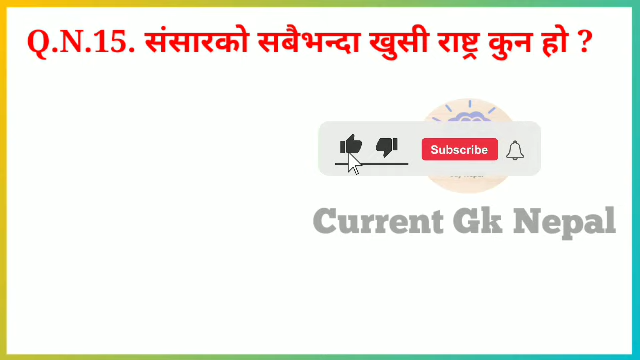 Q.N.15. संसारको सबैभन्दा खुसी राष्ट्र कुन हो ?
Subscribe
Current Gk Nepal